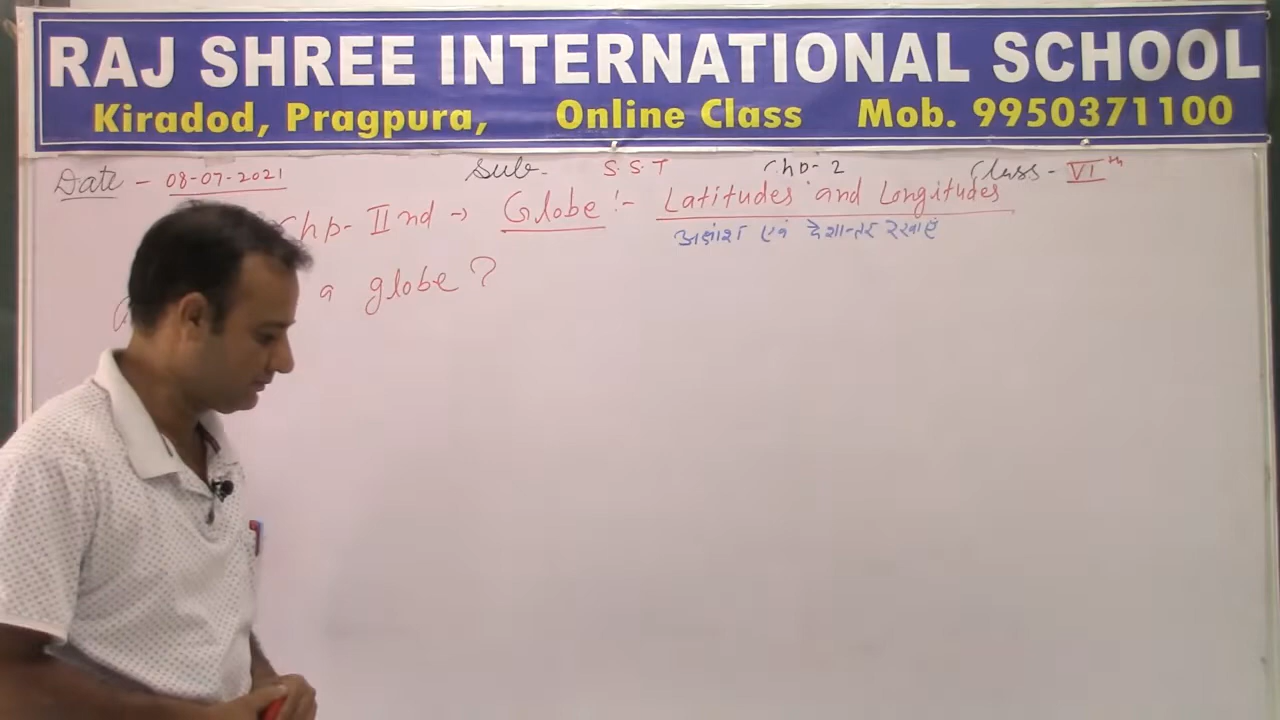 RAJ SHREE INTERNATIONAL SCHOOL
Kiradod, Pragpura, Online Class Mob. 9950371100
Date - 08-07-2021 Sub- S.S.T Chp-2 Class- VIth
Chp- IInd → Globe :- Latitudes and Longitudes
अक्षांश एवं देशान्तर रेखाएँ
a globe?